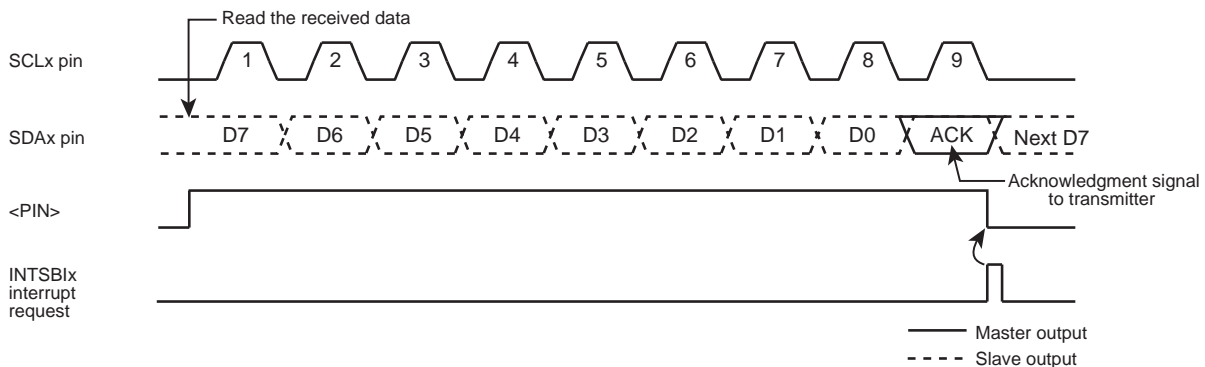 Read the received data
SCLx pin
1 2 3 4 5 6 7 8 9
SDAx pin
D7 D6 D5 D4 D3 D2 D1 D0 ACK Next D7
Acknowledgment signal
to transmitter
<PIN>
INTSBIx
interrupt
request
Master output
Slave output